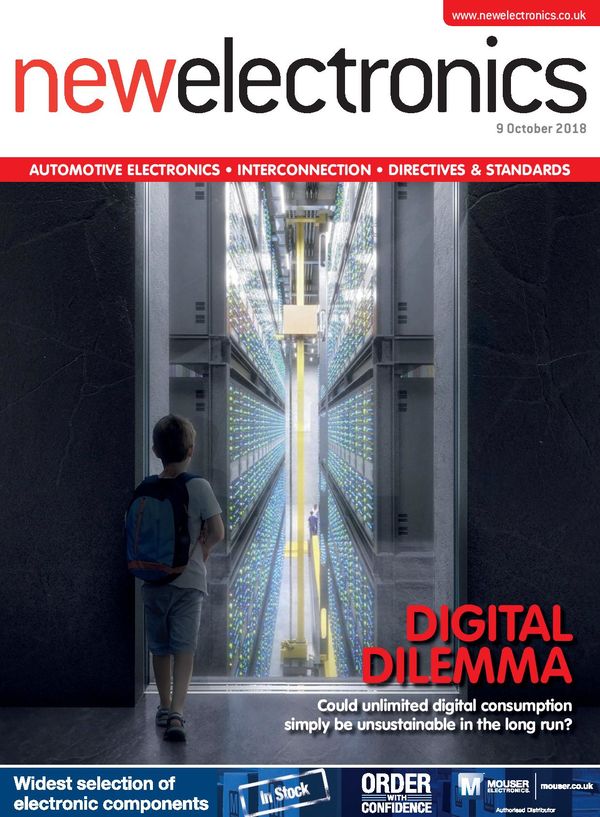 www.newelectronics.co.uk
newelectronics
9 October 2018
AUTOMOTIVE ELECTRONICS • INTERCONNECTION • DIRECTIVES & STANDARDS
DIGITAL
DILEMMA
Could unlimited digital consumption
simply be unsustainable in the long run?
Widest selection of
electronic components
In Stock
ORDER
WITH
CONFIDENCE
M
MOUSER
ELECTRONICS.
mouser.co.uk
Authorised Distributor